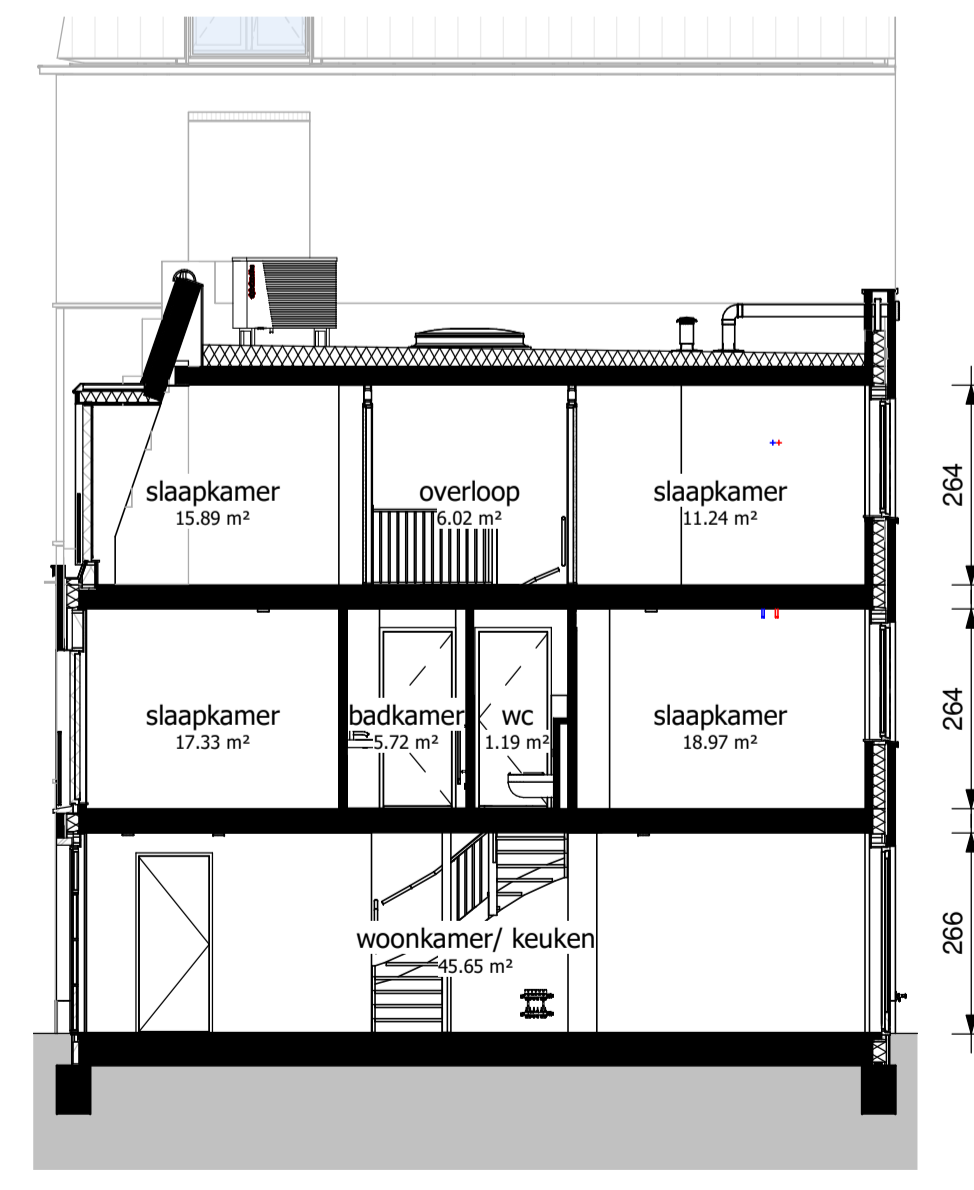 slaapkamer
15.89 m²
overloop
6.02 m²
slaapkamer
11.24 m²
264
slaapkamer
17.33 m²
badkamer
5.72 m²
wc
1.19 m²
slaapkamer
18.97 m²
264
woonkamer/ keuken
45.65 m²
266